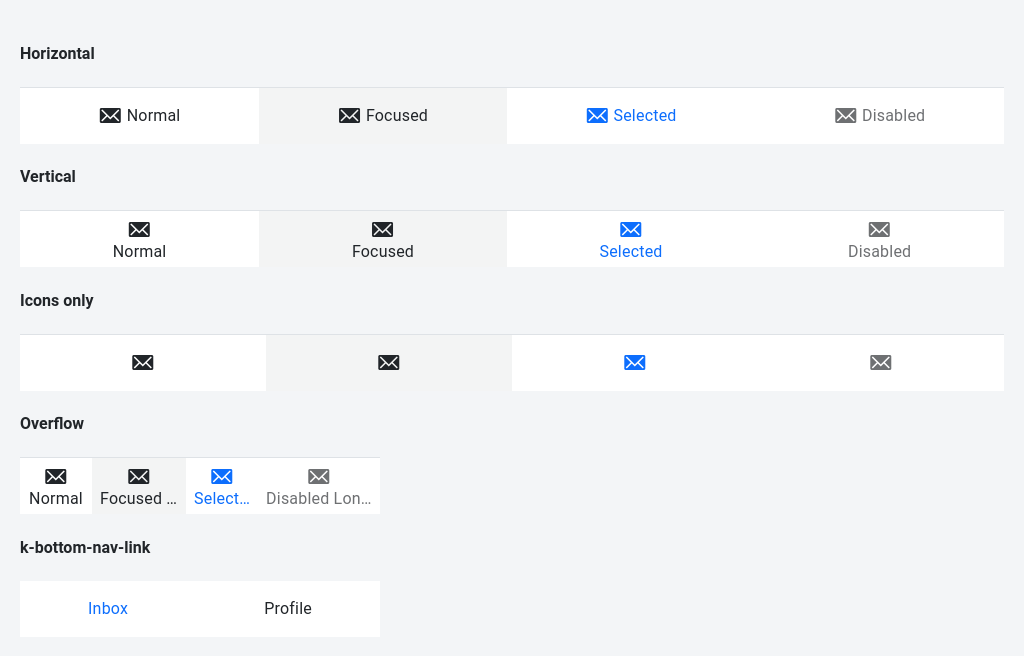 Horizontal
Normal Focused Selected Disabled
Vertical
Normal Focused Selected Disabled
Icons only
Overflow
Normal Focused ... Select... Disabled Lon...
k-bottom-nav-link
Inbox Profile